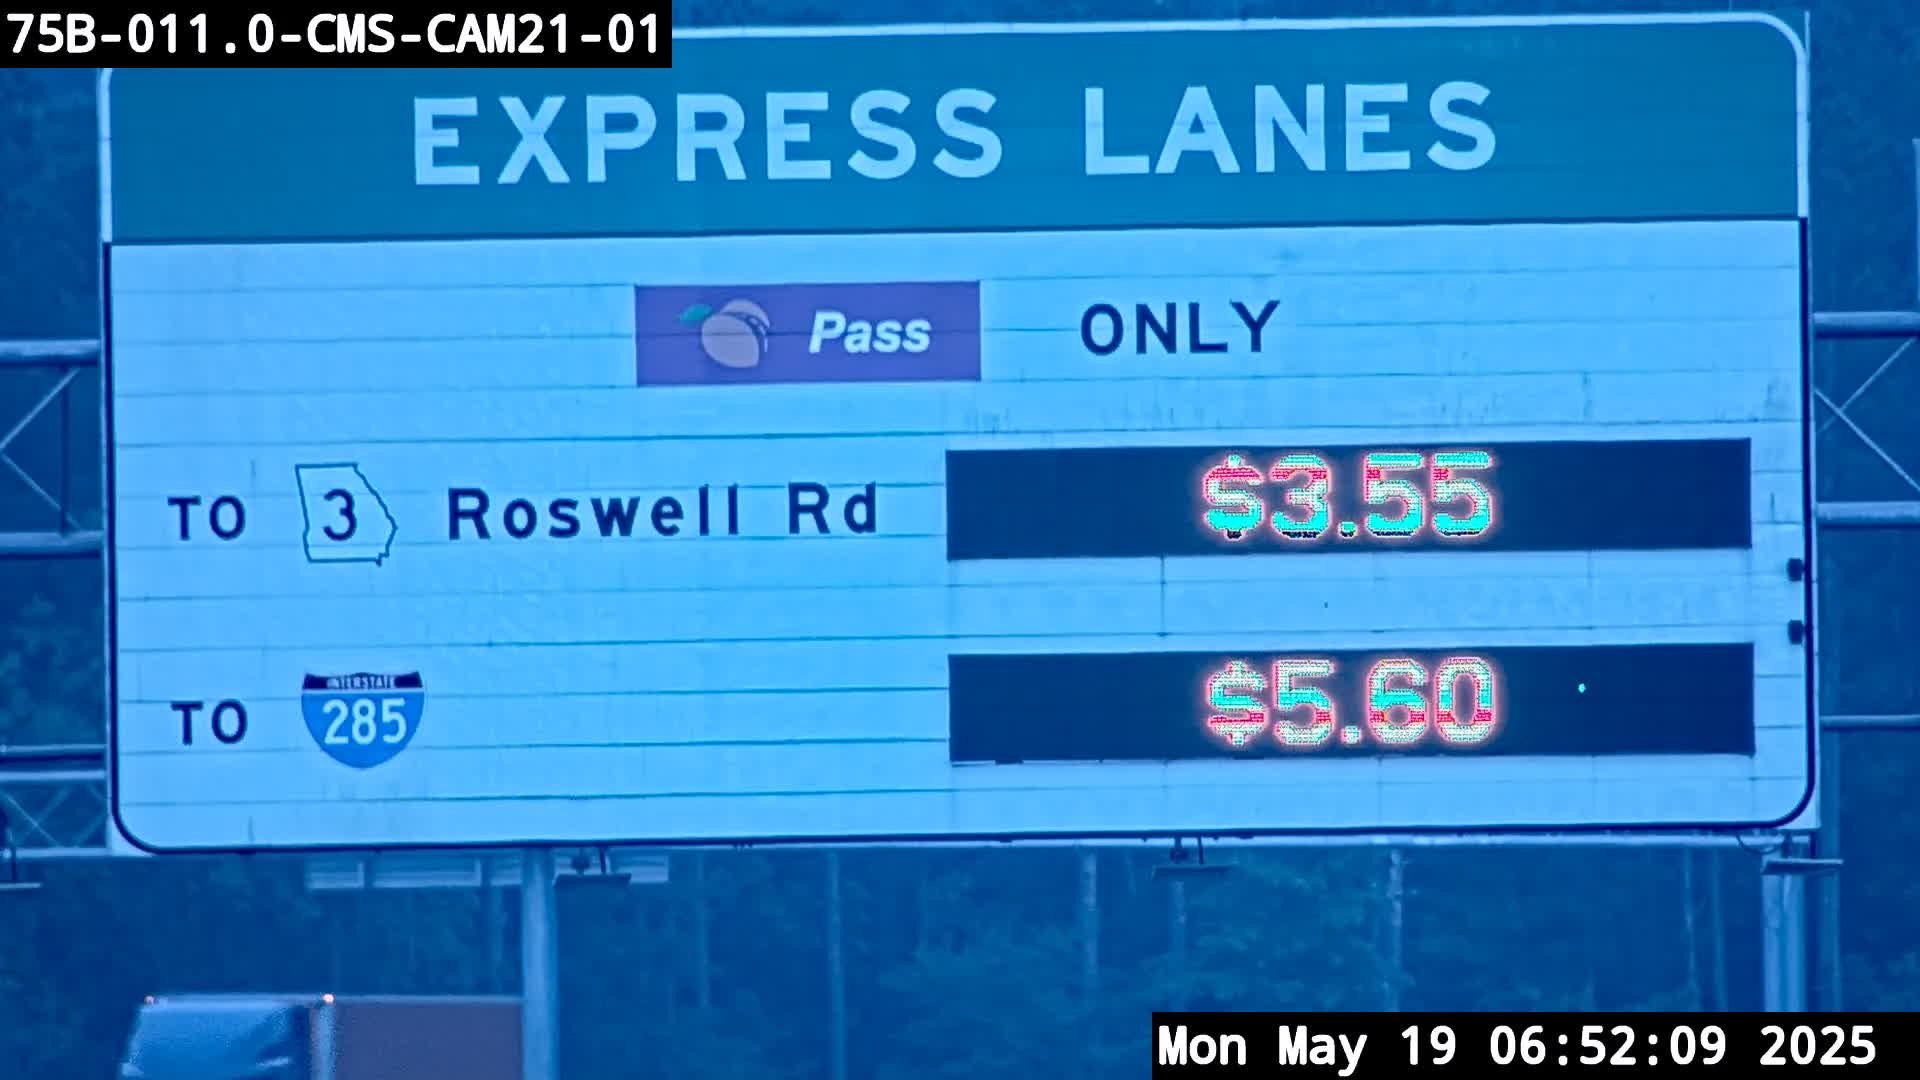 75B-011.0-CMS-CAM21-01
EXPRESS LANES
Pass ONLY
TO 3 Roswell Rd $3.55
INTERSTATE
TO 285 $5.60
Mon May 19 06:52:09 2025